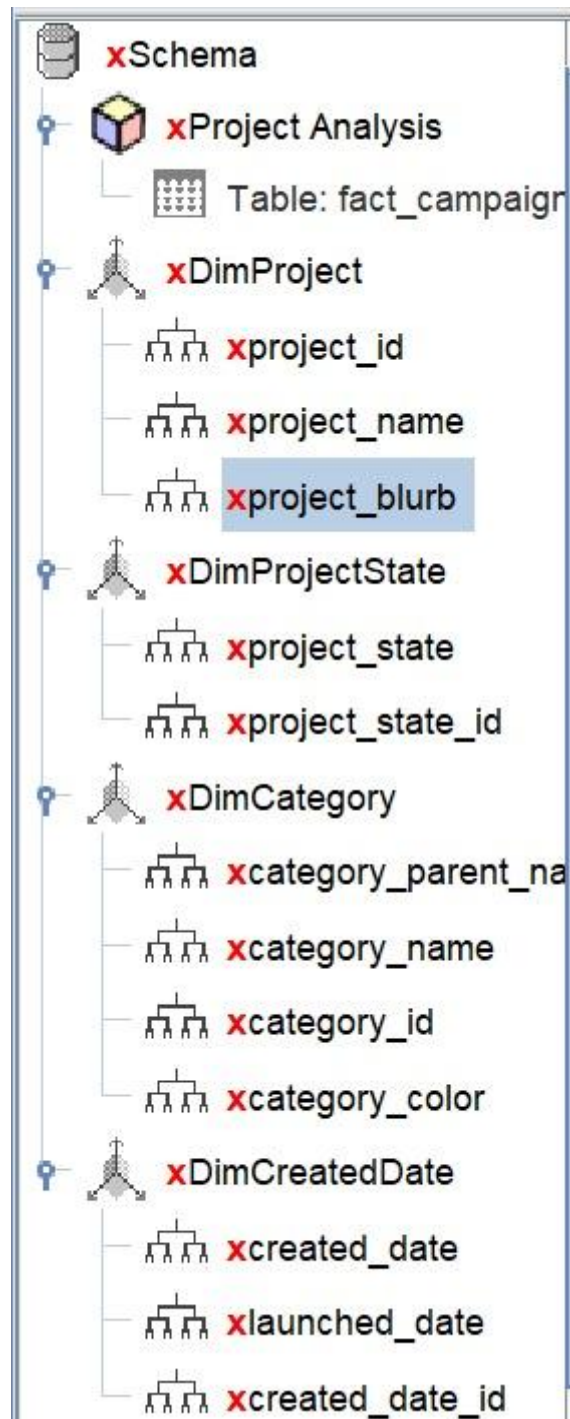 xSchema
xProject Analysis
Table: fact_campaign
xDimProject
xproject_id
xproject_name
xproject_blurb
xDimProjectState
xproject_state
xproject_state_id
xDimCategory
xcategory_parent_na
xcategory_name
xcategory_id
xcategory_color
xDimCreatedDate
xcreated_date
xlaunched_date
xcreated_date_id